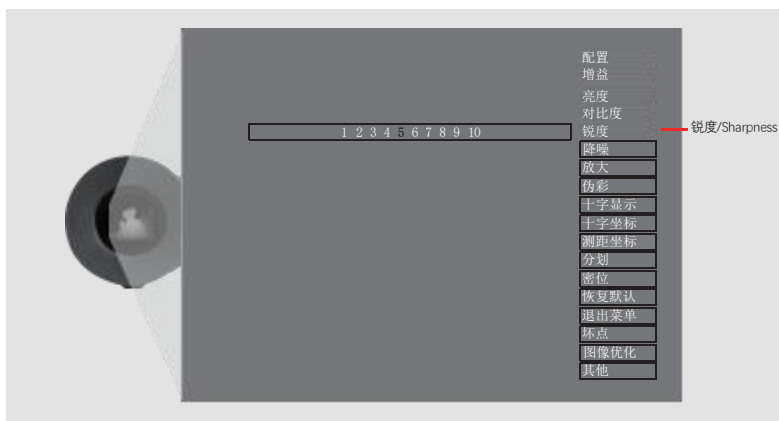 配置
增益
亮度
对比度
1 2 3 4 5 6 7 8 9 10
锐度
锐度/Sharpness
降噪
放大
伪彩
十字显示
十字坐标
测距坐标
分划
密位
恢复默认
退出菜单
坏点
图像优化
其他